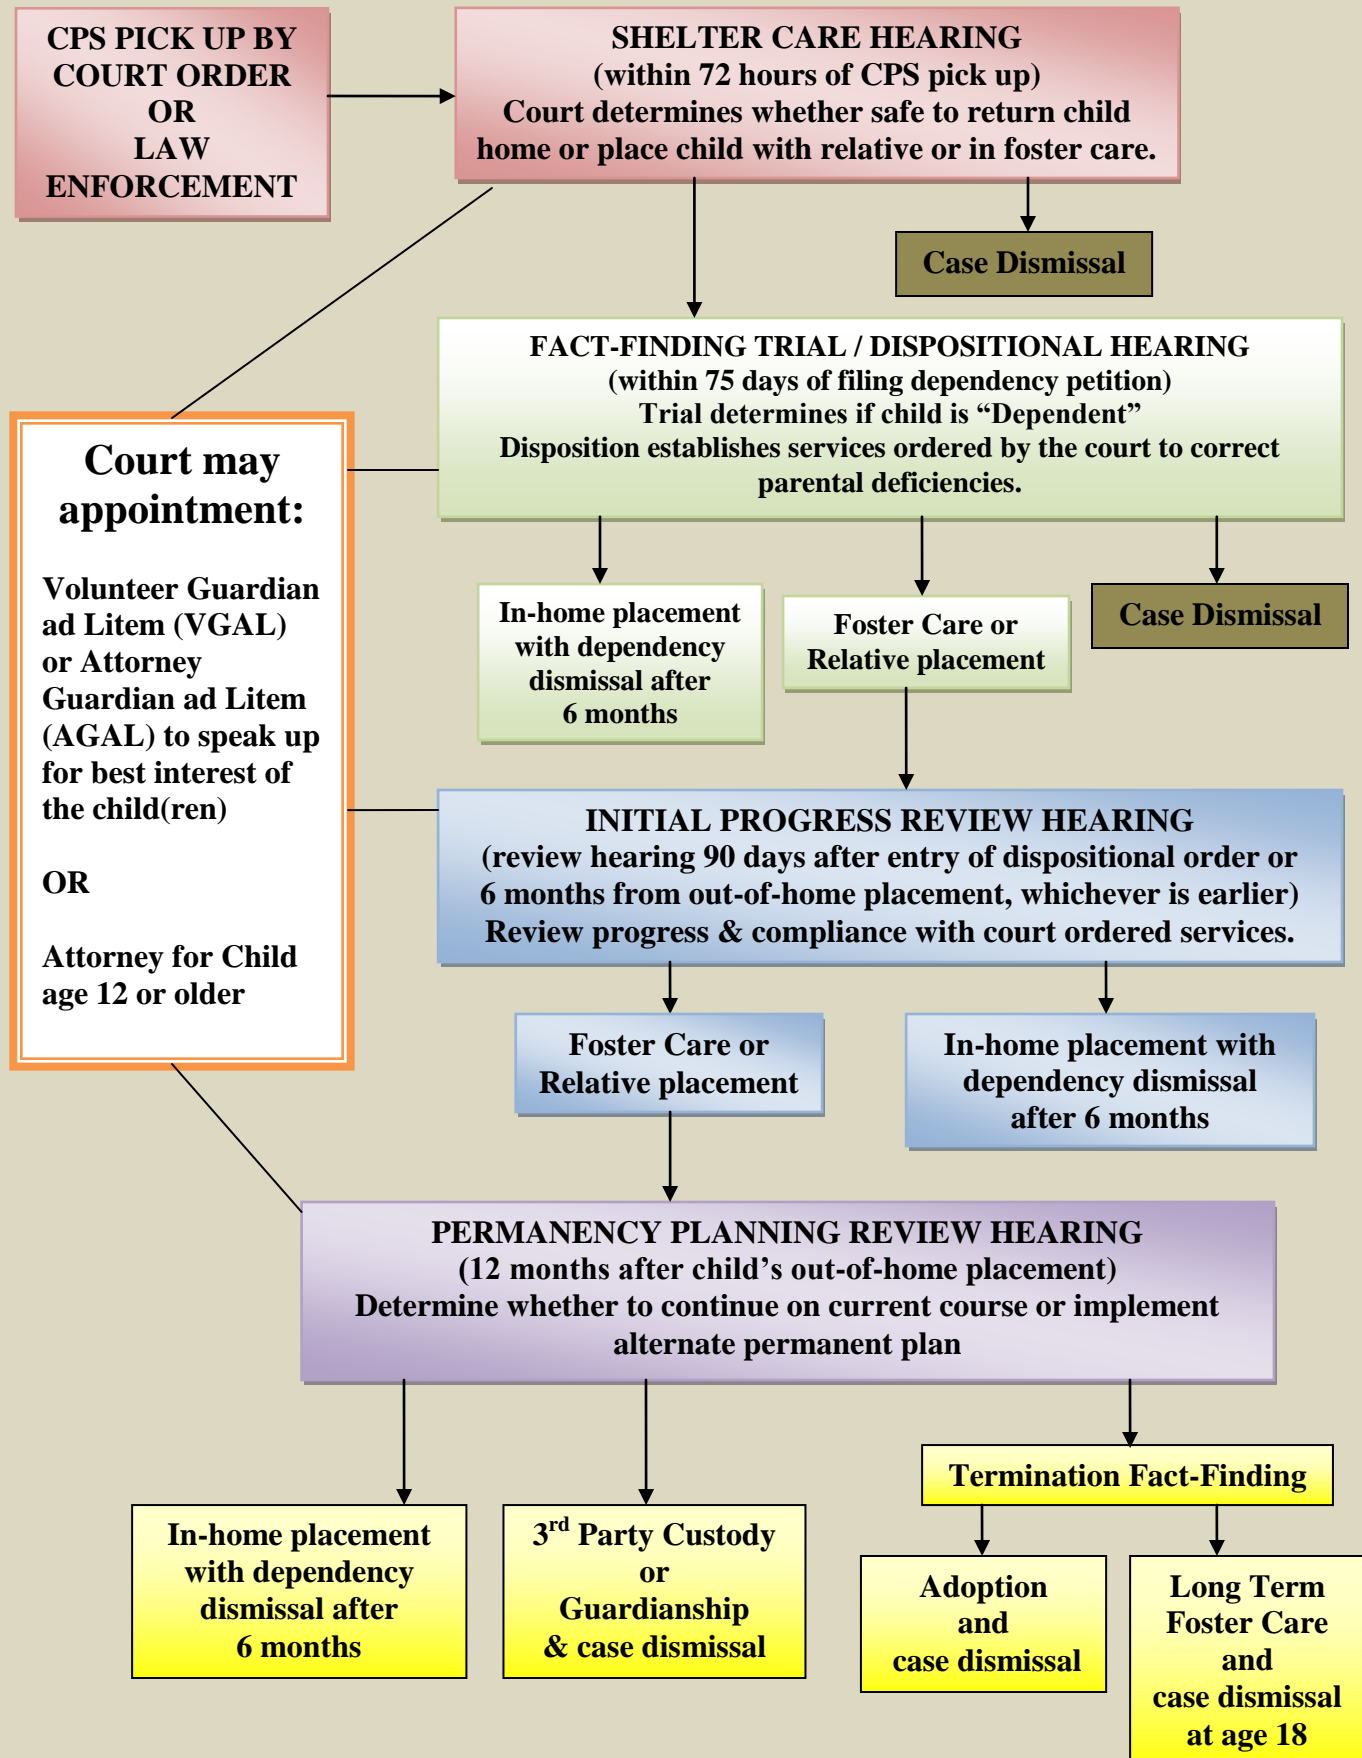 CPS PICK UP BY
COURT ORDER
OR
LAW
ENFORCEMENT
SHELTER CARE HEARING
(within 72 hours of CPS pick up)
Court determines whether safe to return child
home or place child with relative or in foster care.
Case Dismissal
FACT-FINDING TRIAL / DISPOSITIONAL HEARING
(within 75 days of filing dependency petition)
Trial determines if child is “Dependent”
Disposition establishes services ordered by the court to correct
parental deficiencies.
Court may
appointment:
Volunteer Guardian
ad Litem (VGAL)
or Attorney
Guardian ad Litem
(AGAL) to speak up
for best interest of
the child(ren)
OR
Attorney for Child
age 12 or older
In-home placement
with dependency
dismissal after
6 months
Foster Care or
Relative placement
Case Dismissal
INITIAL PROGRESS REVIEW HEARING
(review hearing 90 days after entry of dispositional order or
6 months from out-of-home placement, whichever is earlier)
Review progress & compliance with court ordered services.
Foster Care or
Relative placement
In-home placement with
dependency dismissal
after 6 months
PERMANENCY PLANNING REVIEW HEARING
(12 months after child’s out-of-home placement)
Determine whether to continue on current course or implement
alternate permanent plan
In-home placement
with dependency
dismissal after
6 months
3rd Party Custody
or
Guardianship
& case dismissal
Termination Fact-Finding
Adoption
and
case dismissal
Long Term
Foster Care
and
case dismissal
at age 18